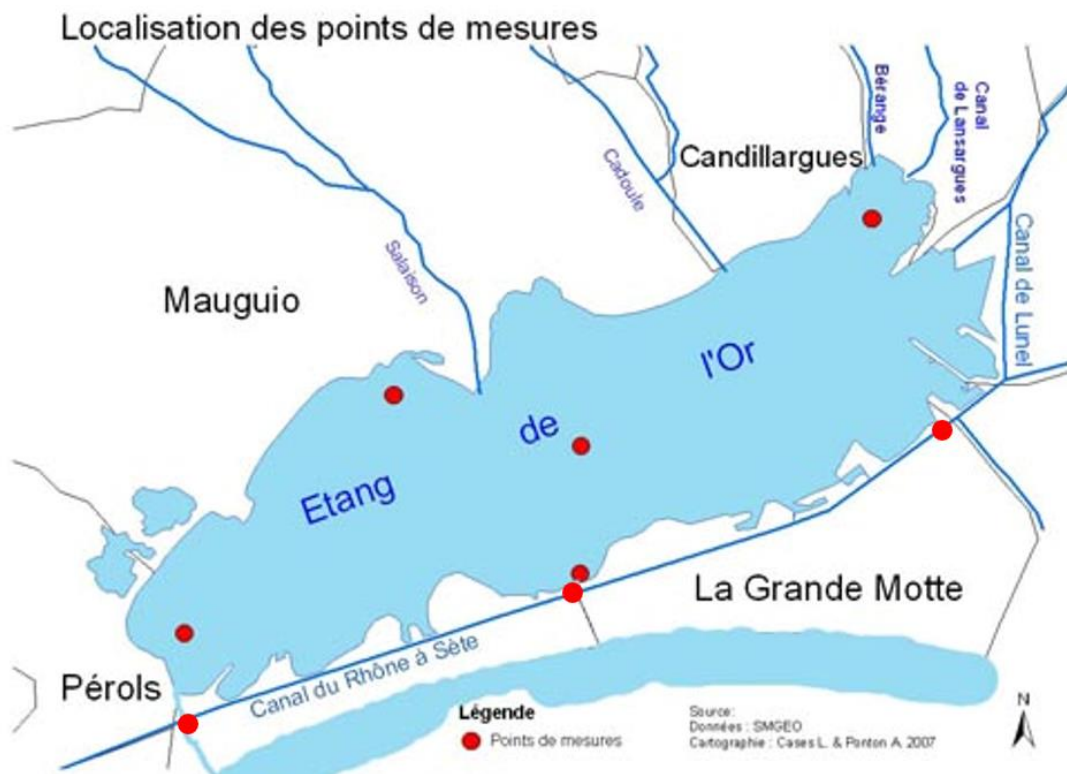 Localisation des points de mesures
Bérange
Canal
de Lansargues
Candillargues
Cadoule
Salaison
Canal de Lunel
Mauguio
Etang de l'Or
La Grande Motte
Canal du Rhône à Sète
Pérols
Légende
Points de mesures
Source:
Données : SMGEO
Cartographie : Cases L. & Ponton A. 2007
N